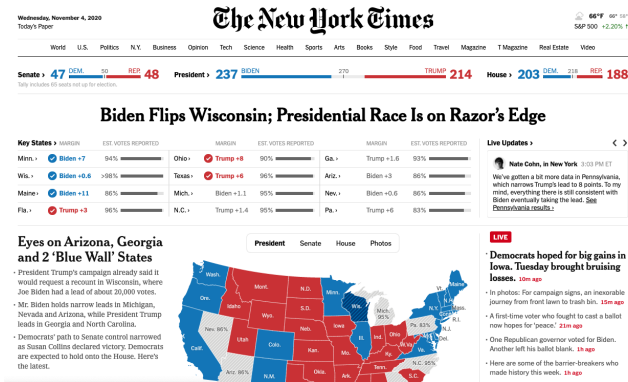 Wednesday, November 4, 2020
Today's Paper
The New York Times
66°F 66° 58°
S&P 500 +2.20% ↑
World U.S. Politics N.Y. Business Opinion Tech Science Health Sports Arts Books Style Food Travel Magazine T Magazine Real Estate Video
Senate › 47 DEM. 50 REP. 48
Tally includes 65 seats not up for election.
President › 237 BIDEN 270 TRUMP 214
House › 203 DEM. 218 REP. 188
Biden Flips Wisconsin; Presidential Race Is on Razor's Edge
Key States › MARGIN EST. VOTES REPORTED MARGIN EST. VOTES REPORTED MARGIN EST. VOTES REPORTED
Minn. › Biden +7 94% Ohio › Trump +8 90% Ga. › Trump +1.6 93%
Wis. › Biden +0.6 >98% Texas › Trump +6 96% Ariz. › Biden +3 86%
Maine › Biden +11 86% Mich. › Biden +1.1 95% Nev. › Biden +0.6 86%
Fla. › Trump +3 96% N.C. › Trump +1.4 95% Pa. › Trump +6 83%
Live Updates ›
Nate Cohn, in New York 3:03 PM ET
We've gotten a bit more data in Pennsylvania,
which narrows Trump's lead to 8 points. To my
mind, everything there is still consistent with
Biden eventually taking the lead. See
Pennsylvania results ›
Eyes on Arizona, Georgia
and 2 'Blue Wall' States
• President Trump's campaign already said it
would request a recount in Wisconsin, where
Joe Biden had a lead of about 20,000 votes.
• Mr. Biden holds narrow leads in Michigan,
Nevada and Arizona, while President Trump
leads in Georgia and North Carolina.
• Democrats' path to Senate control narrowed
as Susan Collins declared victory. Democrats
are expected to hold onto the House. Here's
the latest.
President Senate House Photos
Wash.
Ore.
Calif.
Nev. 86%
Idaho
Utah
Ariz. 86%
Mont.
Wyo.
Colo.
N.M.
N.D.
S.D.
Neb.
Kan.
Okla.
Minn.
Iowa
Mo.
Ark.
Wis.
Ill.
Mich.
95%
Ind.
Ohio
Ky.
Tenn.
W.Va.
Va.
N.C. 95%
S.C.
Pa. 83%
N.Y.
Vt.
N.H.
Maine
Mass.
Conn.
R.I.
N.J.
Del.
LIVE
• Democrats hoped for big gains in
Iowa. Tuesday brought bruising
losses. 10m ago
• In photos: For campaign signs, an inexorable
journey from front lawn to trash bin. 15m ago
• A first-time voter who fought to cast a ballot
now hopes for 'peace.' 21m ago
• One Republican governor voted for Biden.
Another left his ballot blank. 1h ago
• Here are some of the barrier-breakers who
made history this week. 1h ago